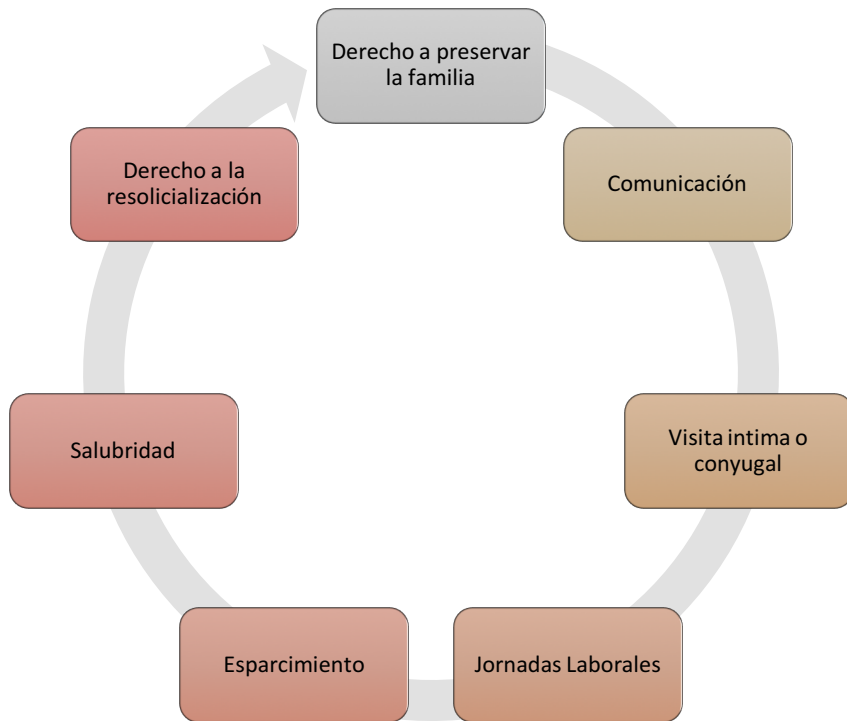 Derecho a preservar
la familia
Comunicación
Visita intima o
conyugal
Jornadas Laborales
Esparcimiento
Salubridad
Derecho a la
resolicialización